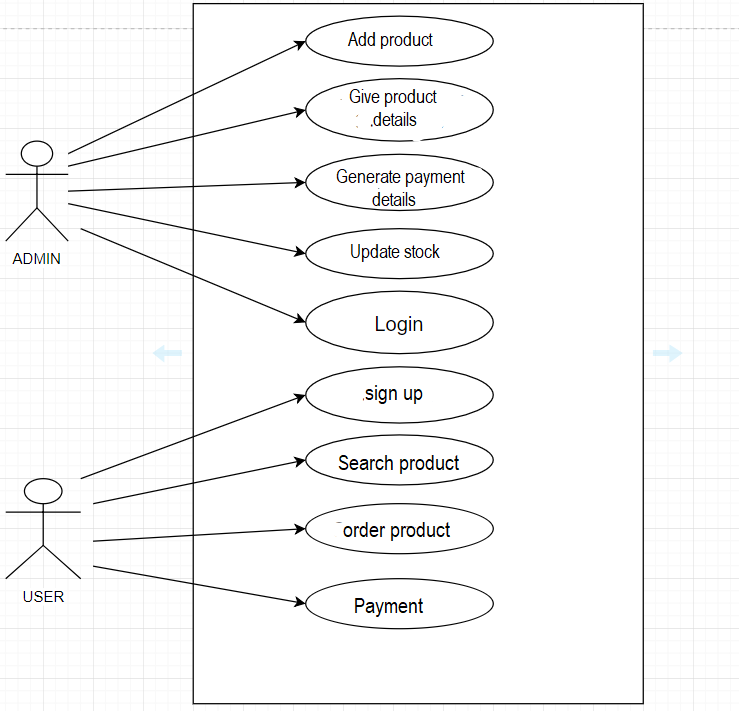 Add product
Give product
.details
Generate payment
details
ADMIN
Update stock
Login
.sign up
Search product
order product
USER
Payment